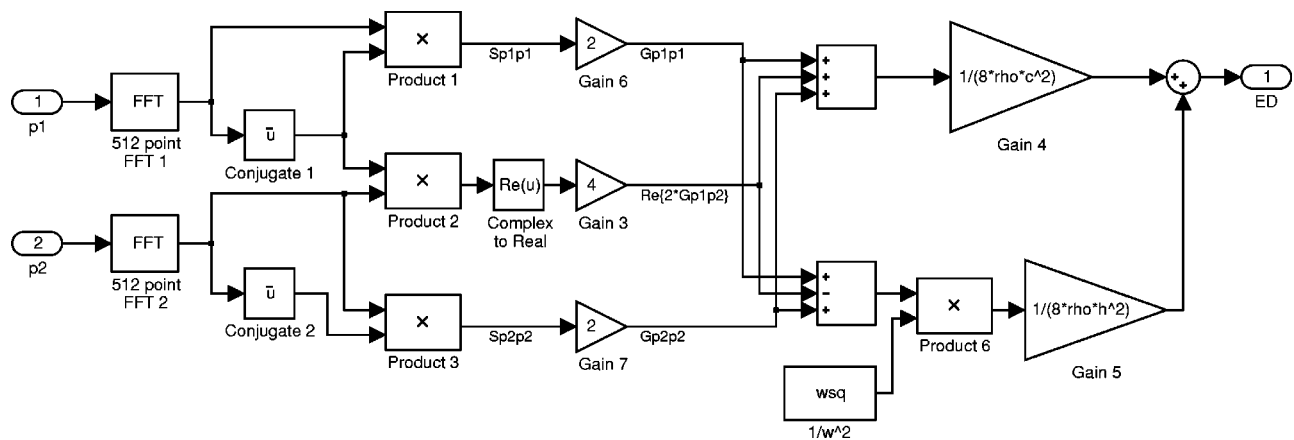 1
p1
FFT
512 point
FFT 1
ū
Conjugate 1
×
Product 1
Sp1p1
2
Gain 6
Gp1p1
+
+
+
1/(8*rho*c^2)
Gain 4
+
+
1
ED
×
Product 2
Re(u)
Complex
to Real
4
Gain 3
Re{2*Gp1p2}
2
p2
FFT
512 point
FFT 2
ū
Conjugate 2
×
Product 3
Sp2p2
2
Gain 7
Gp2p2
+
−
+
×
Product 6
1/(8*rho*h^2)
Gain 5
wsq
1/w^2